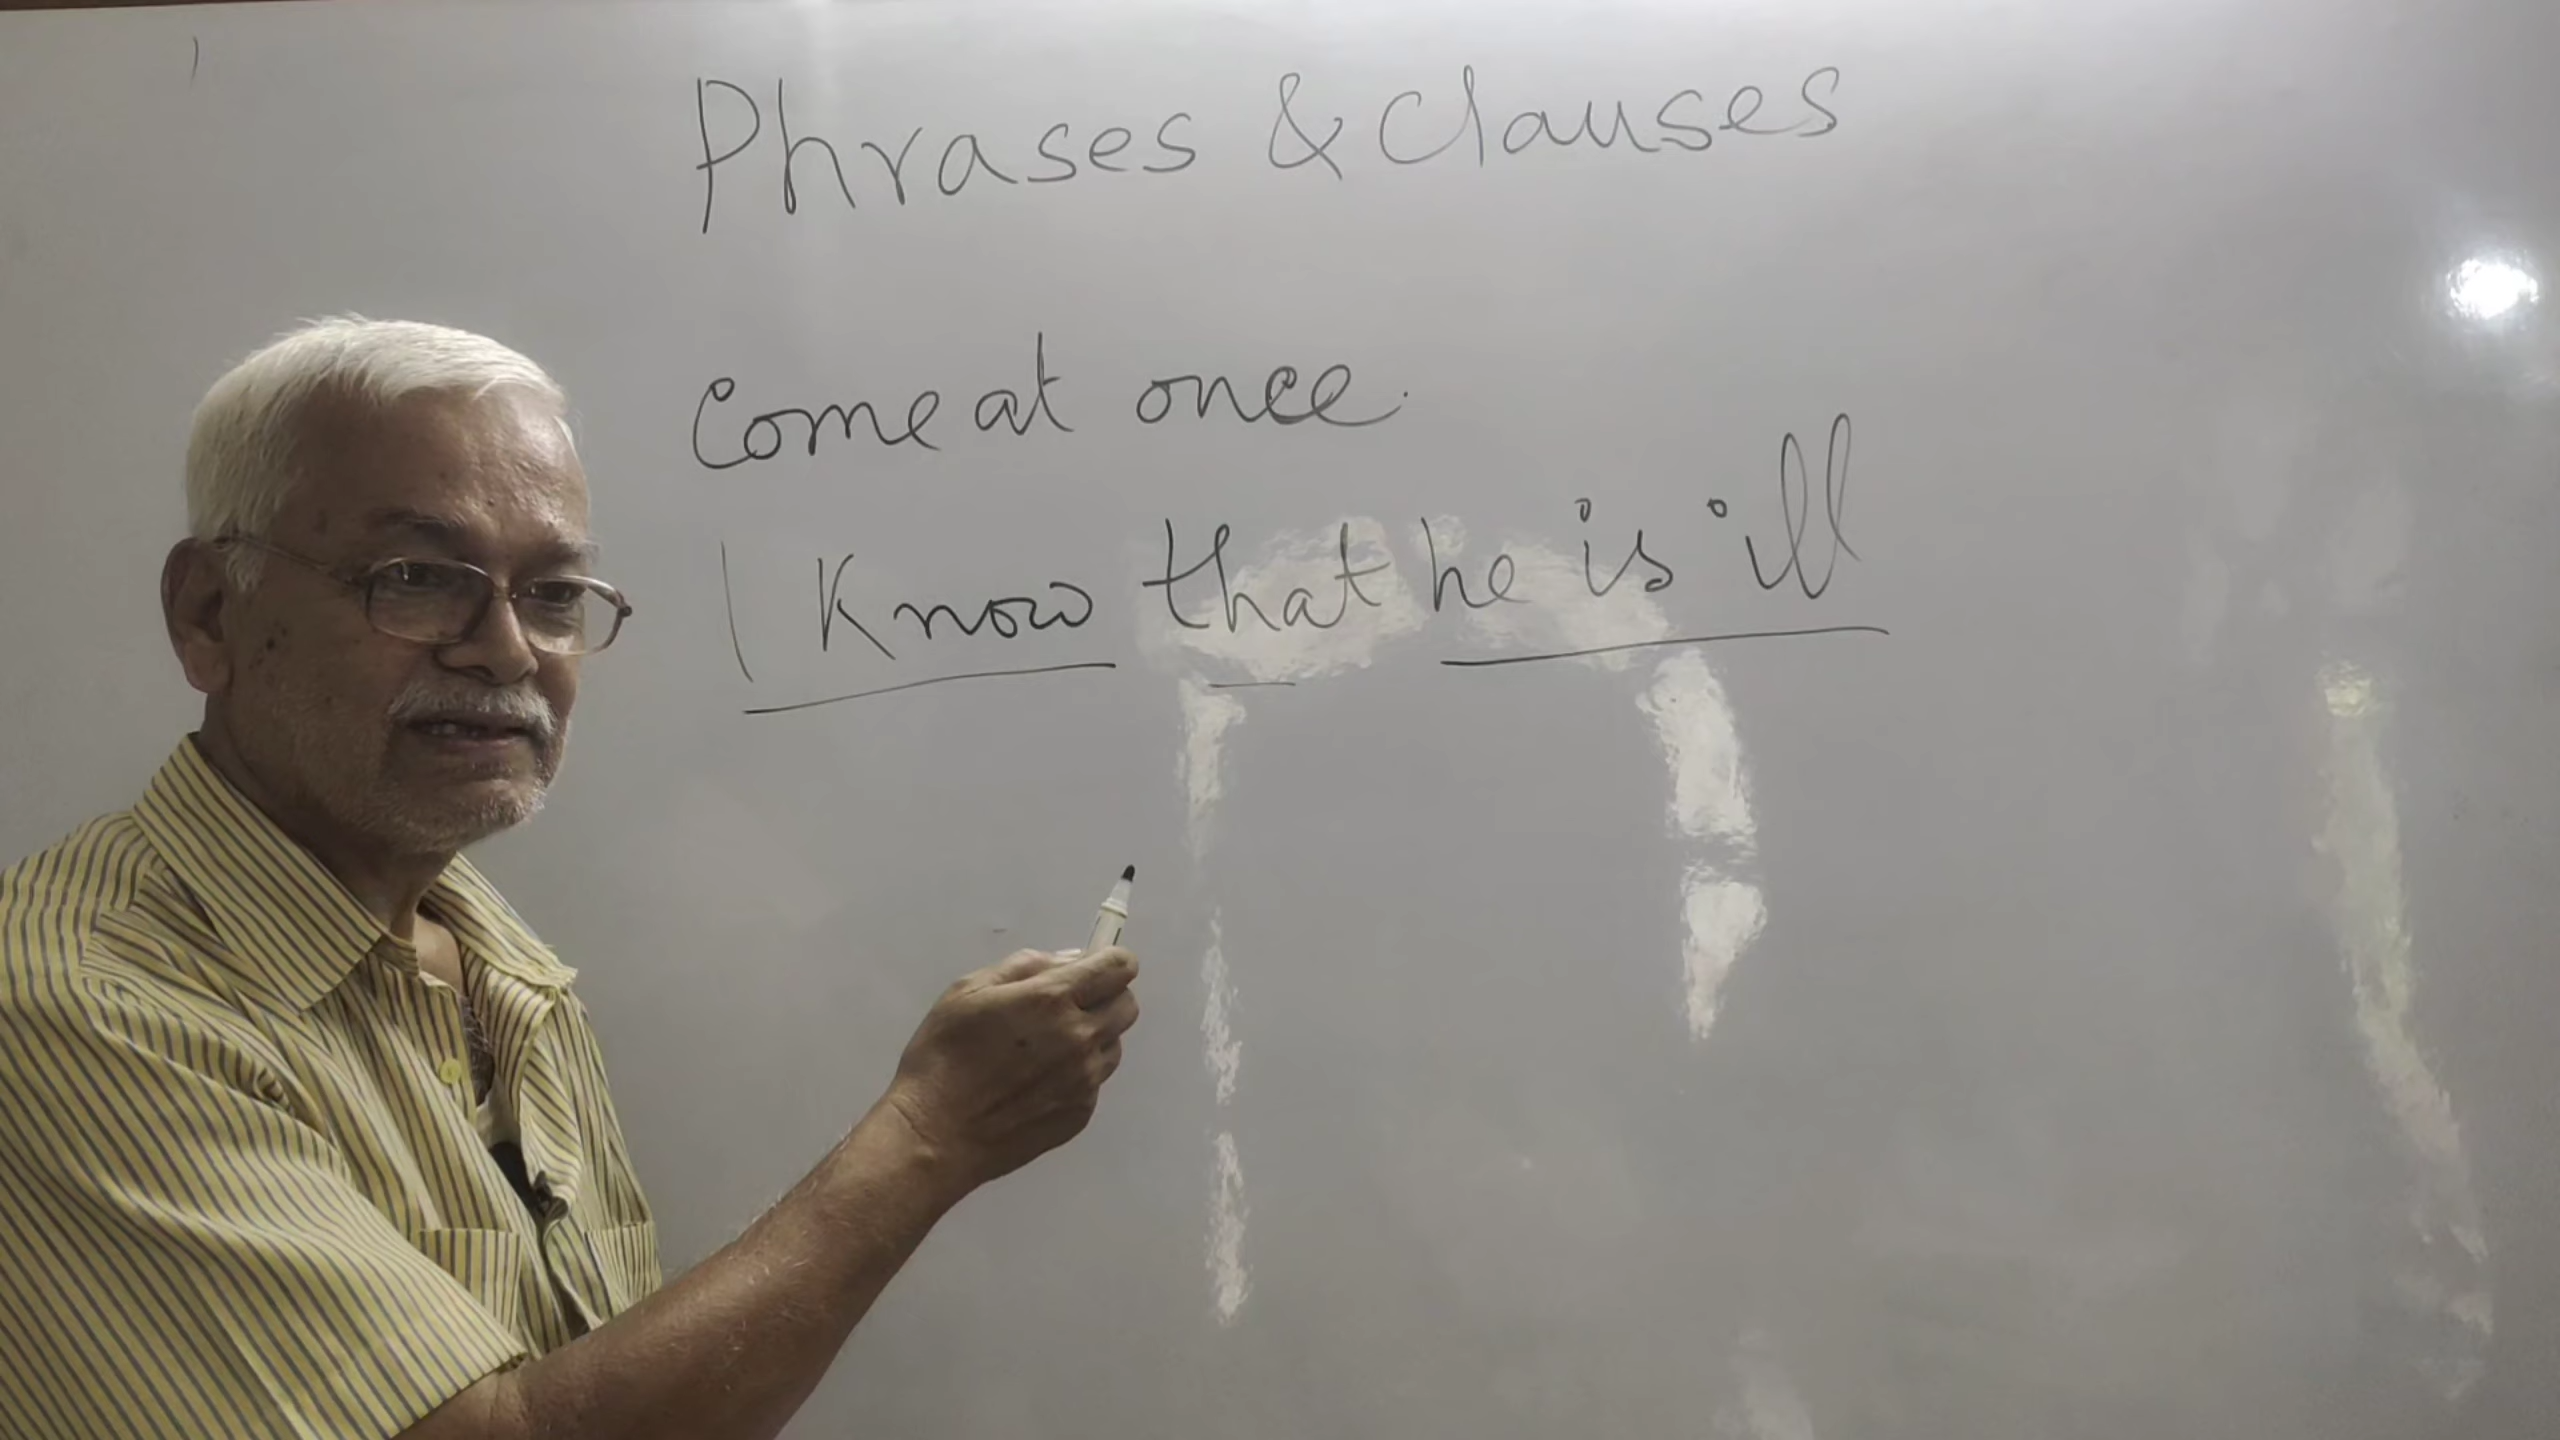 Phrases & Clauses
Come at once.
I Know that he is ill